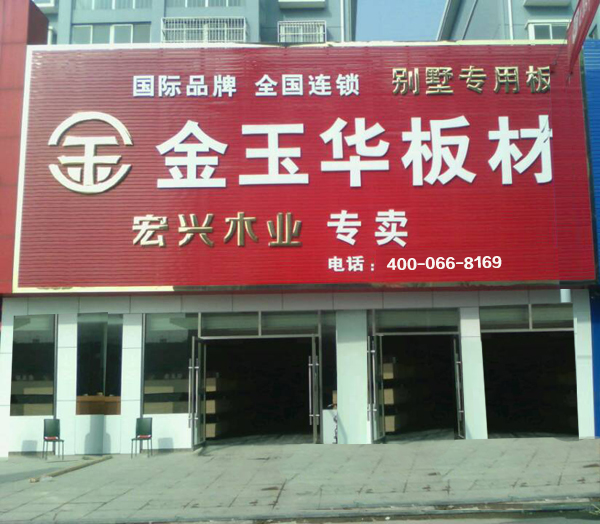 国际品牌 全国连锁 别墅专用板
金玉华板材
宏兴木业 专卖
电话：400-066-8169